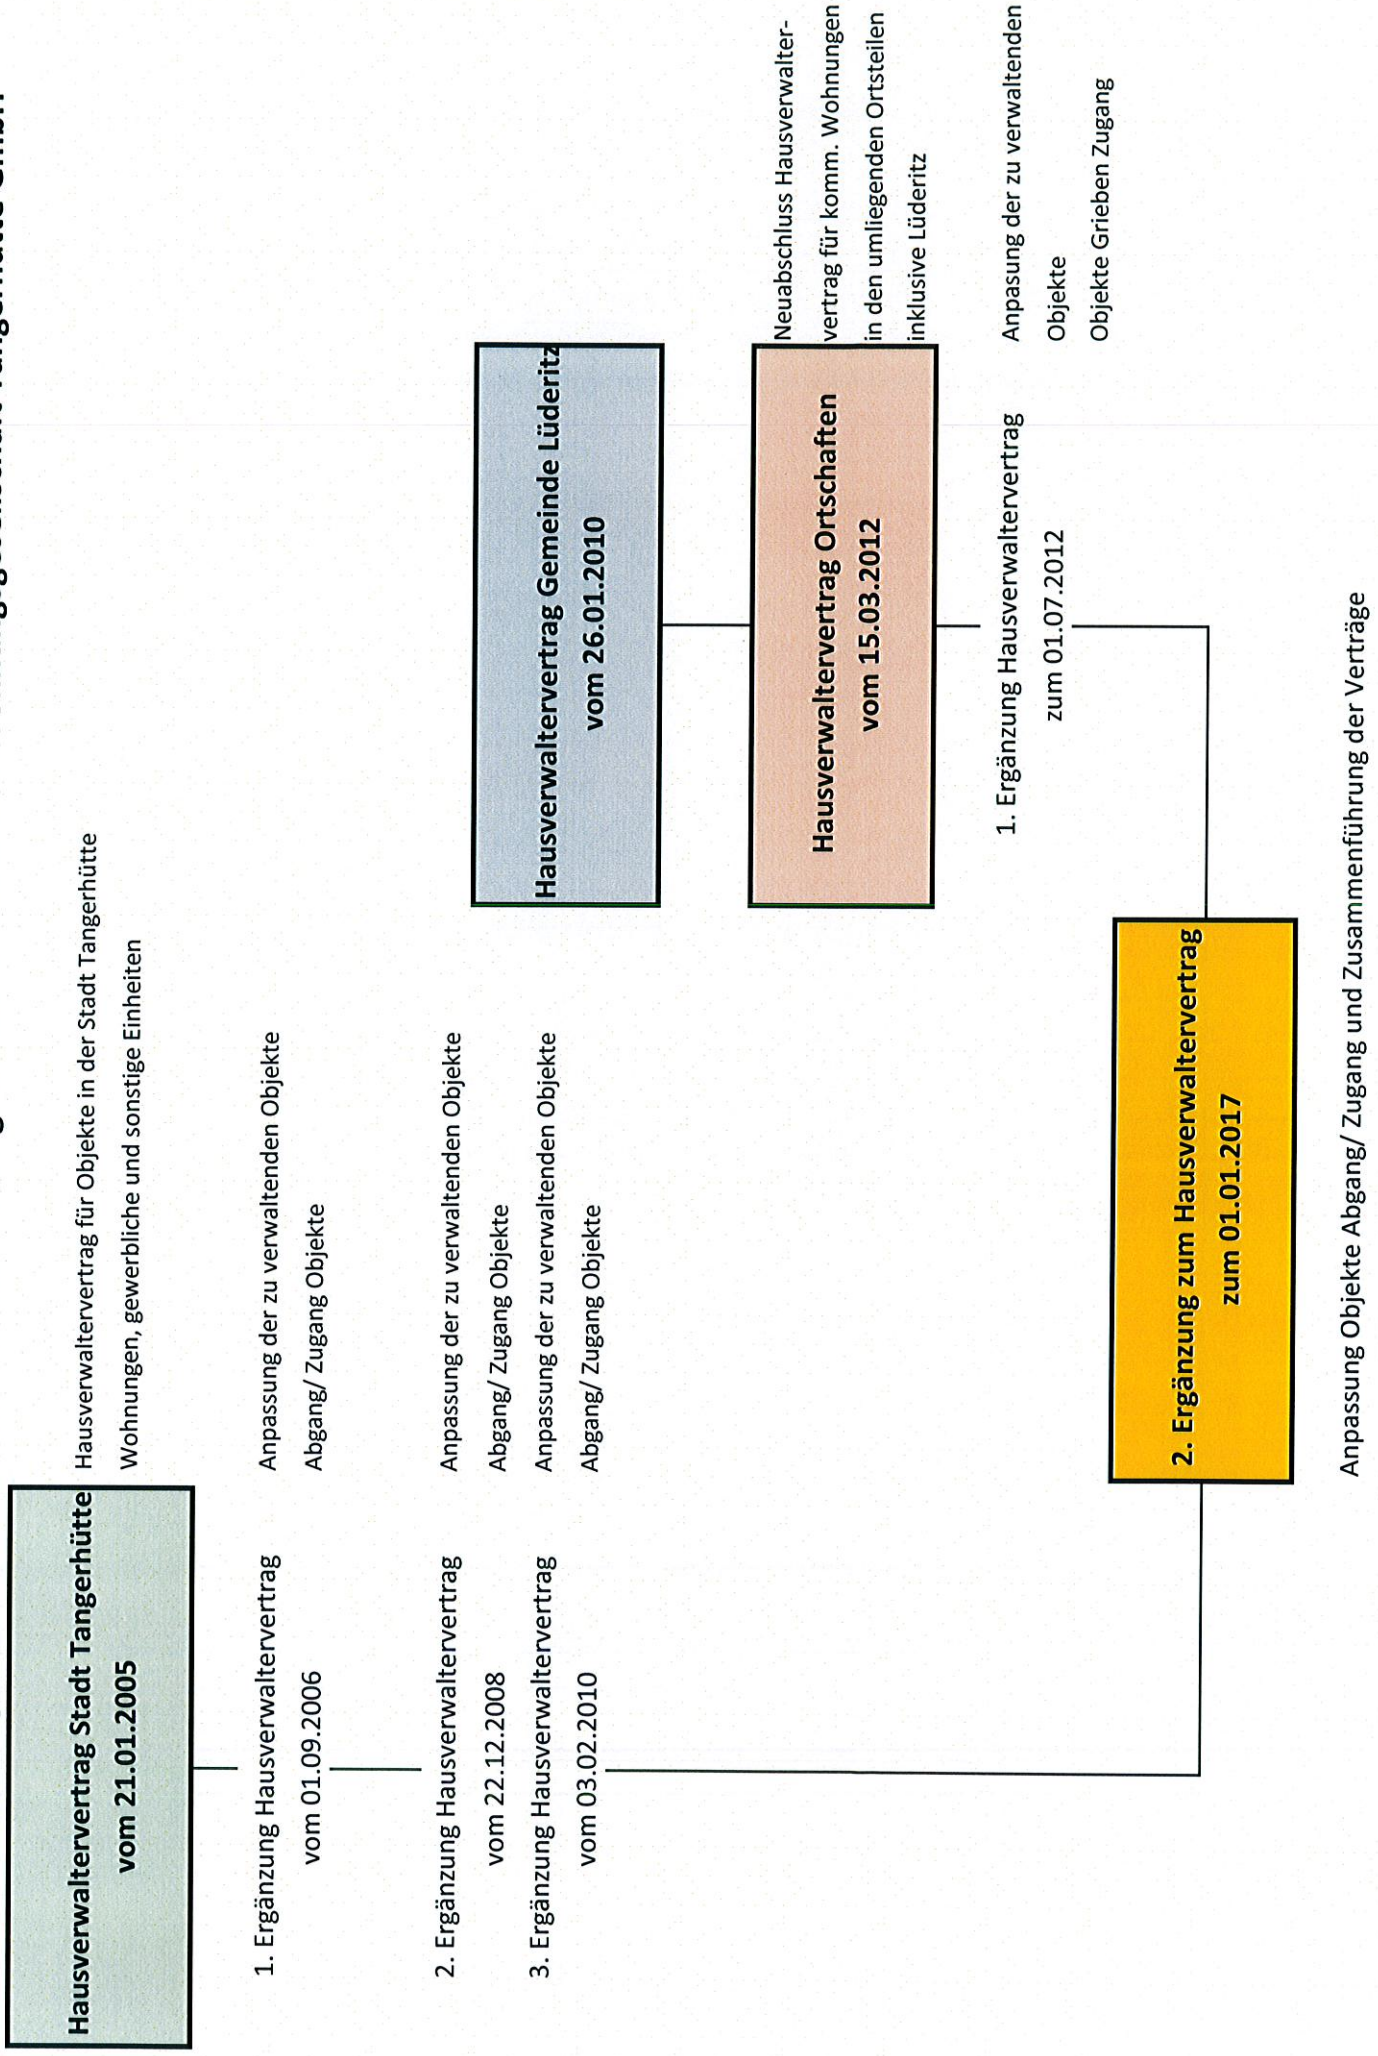 Hausverwaltervertrag Stadt Tangerhütte
vom 21.01.2005
Hausverwaltervertrag für Objekte in der Stadt Tangerhütte
Wohnungen, gewerbliche und sonstige Einheiten
1. Ergänzung Hausverwaltervertrag
vom 01.09.2006
Anpassung der zu verwaltenden Objekte
Abgang/ Zugang Objekte
2. Ergänzung Hausverwaltervertrag
vom 22.12.2008
Anpassung der zu verwaltenden Objekte
Abgang/ Zugang Objekte
3. Ergänzung Hausverwaltervertrag
vom 03.02.2010
Anpassung der zu verwaltenden Objekte
Abgang/ Zugang Objekte
Hausverwaltervertrag Gemeinde Lüderitz
vom 26.01.2010
Hausverwaltervertrag Ortschaften
vom 15.03.2012
Neuabschluss Hausverwalter-
vertrag für komm. Wohnungen
in den umliegenden Ortsteilen
inklusive Lüderitz
1. Ergänzung Hausverwaltervertrag
zum 01.07.2012
Anpasung der zu verwaltenden
Objekte
Objekte Grieben Zugang
2. Ergänzung zum Hausverwaltervertrag
zum 01.01.2017
Anpassung Objekte Abgang/ Zugang und Zusammenführung der Verträge